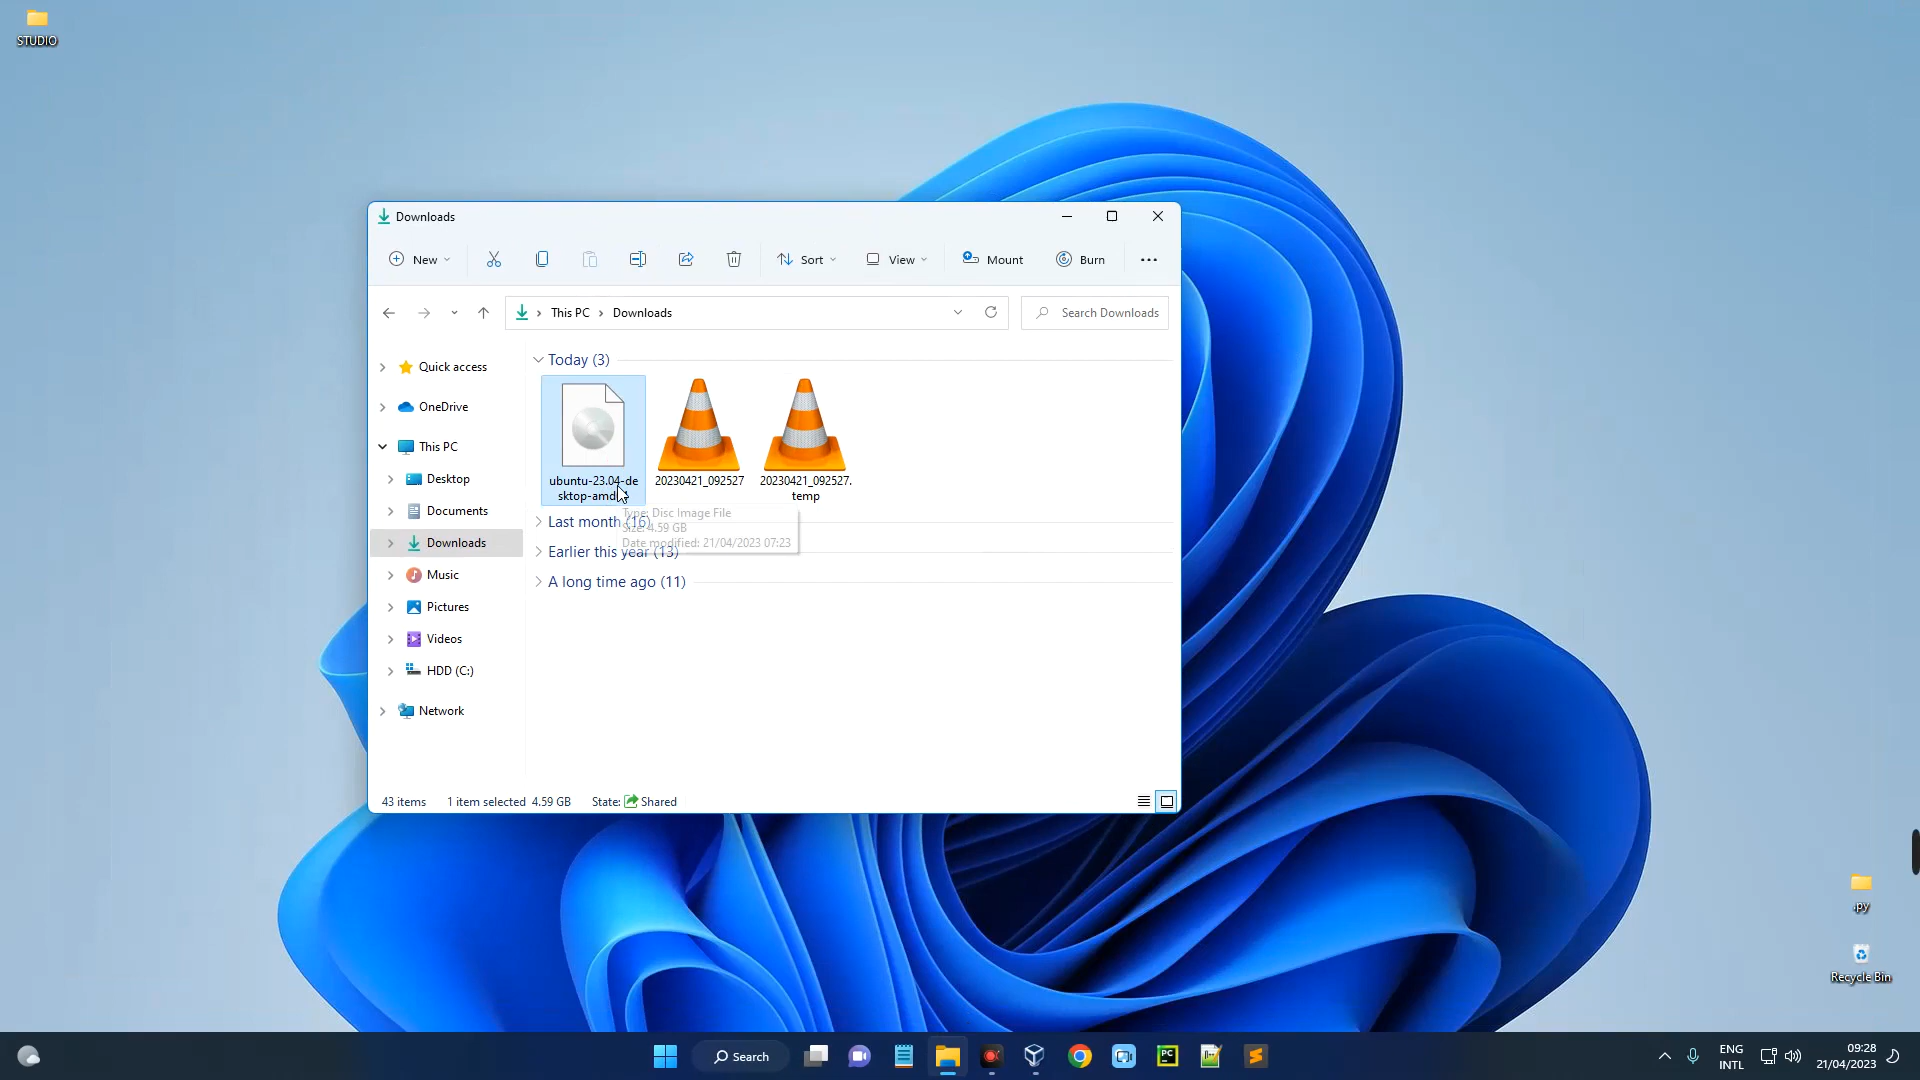 STUDIO
Downloads
New
Sort
View
Mount
Burn
This PC
Downloads
Search Downloads
Quick access
OneDrive
This PC
Desktop
Documents
Downloads
Music
Pictures
Videos
HDD (C:)
Network
Today (3)
ubuntu-23.04-de
sktop-amd
20230421_092527
20230421_092527.
temp
Last month (16)
Type: Disc Image File
Size: 4.59 GB
Date modified: 21/04/2023 07:23
Earlier this year (13)
A long time ago (11)
43 items
1 item selected 4.59 GB
State: Shared
.py
Recycle Bin
Search
PC
ENG
INTL
09:28
21/04/2023